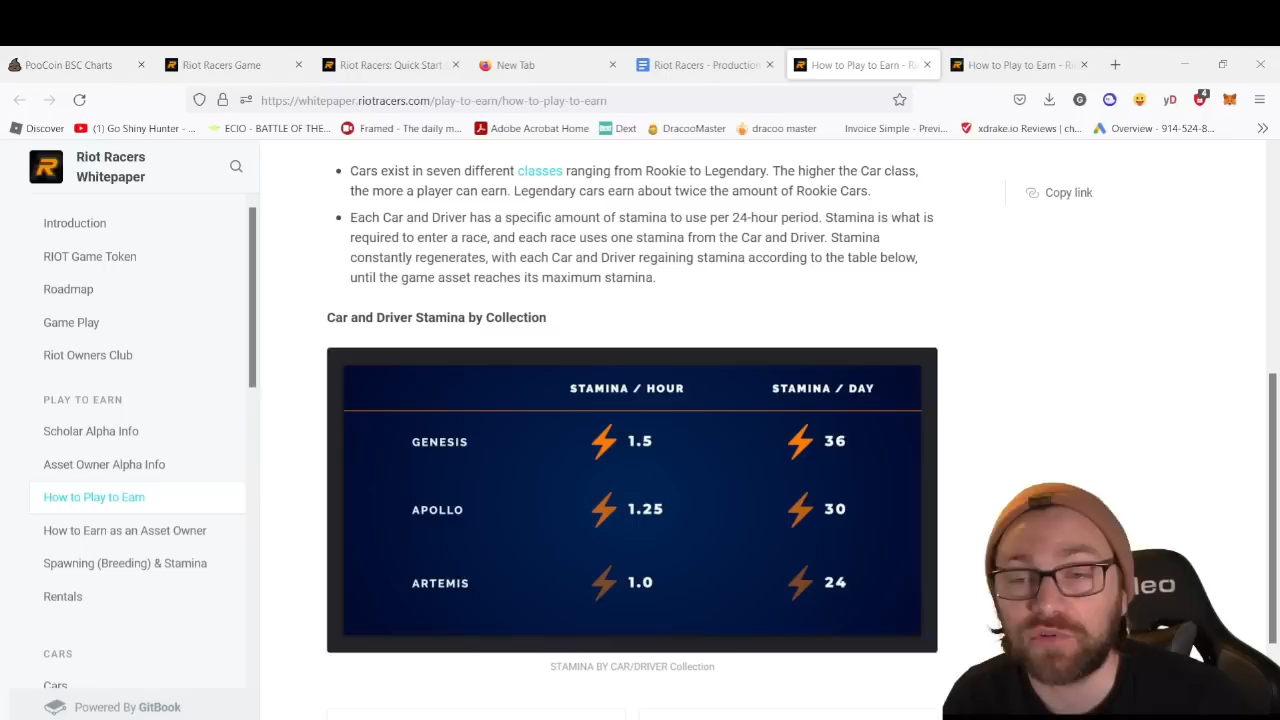 PooCoin BSC Charts
Riot Racers Game
Riot Racers: Quick Start
New Tab
Riot Racers - Production
How to Play to Earn - Ri
How to Play to Earn - Ri
https://whitepaper.riotracers.com/play-to-earn/how-to-play-to-earn
4
yD
Discover
(1) Go Shiny Hunter - ...
ECIO - BATTLE OF THE...
Framed - The daily m...
Adobe Acrobat Home
Dext
DracooMaster
dracoo master
Invoice Simple - Previ...
xdrake.io Reviews | ch...
Overview - 914-524-8...
Riot Racers
Whitepaper
Introduction
RIOT Game Token
Roadmap
Game Play
Riot Owners Club
PLAY TO EARN
Scholar Alpha Info
Asset Owner Alpha Info
How to Play to Earn
How to Earn as an Asset Owner
Spawning (Breeding) & Stamina
Rentals
CARS
Cars
Powered By GitBook
Cars exist in seven different classes ranging from Rookie to Legendary. The higher the Car class,
the more a player can earn. Legendary cars earn about twice the amount of Rookie Cars.
Each Car and Driver has a specific amount of stamina to use per 24-hour period. Stamina is what is
required to enter a race, and each race uses one stamina from the Car and Driver. Stamina
constantly regenerates, with each Car and Driver regaining stamina according to the table below,
until the game asset reaches its maximum stamina.
Car and Driver Stamina by Collection
STAMINA / HOUR STAMINA / DAY
GENESIS 1.5 36
APOLLO 1.25 30
ARTEMIS 1.0 24
STAMINA BY CAR/DRIVER Collection
Copy link
leo